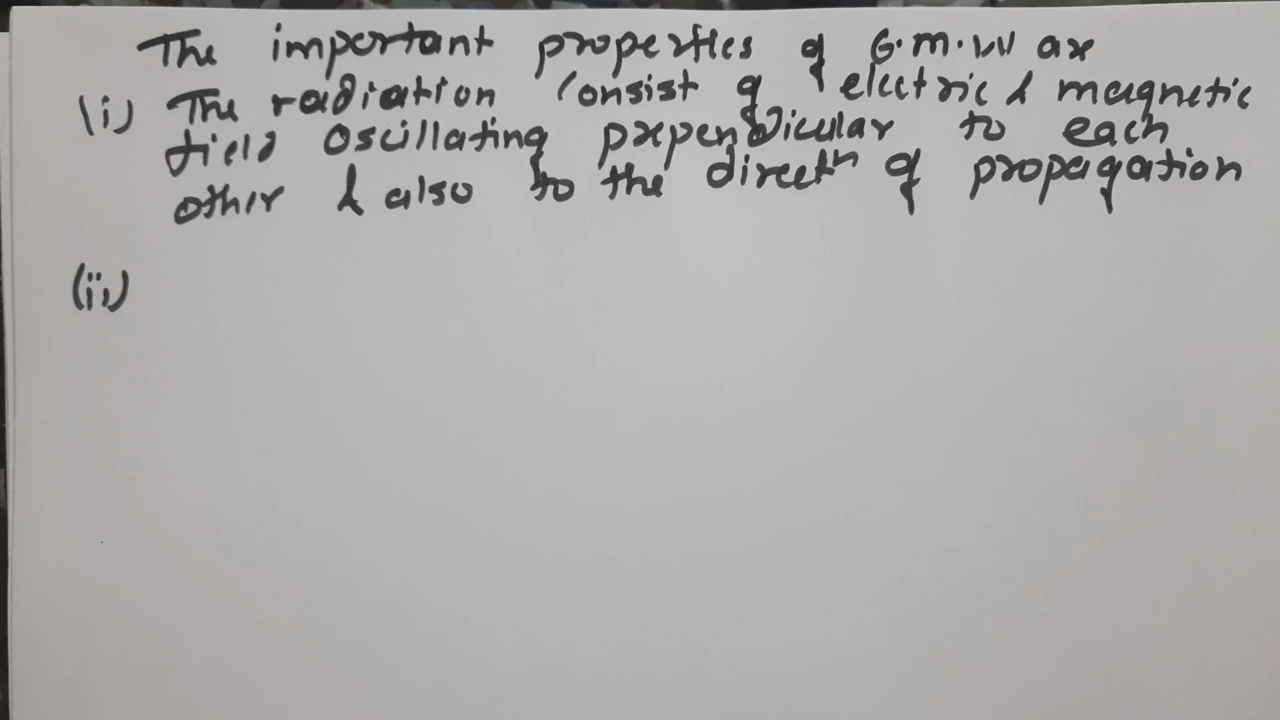 The important properties of E.M.W are
(i) The radiation consist of electric & magnetic
field oscillating perpendicular to each
other & also to the directn of propagation
(ii)